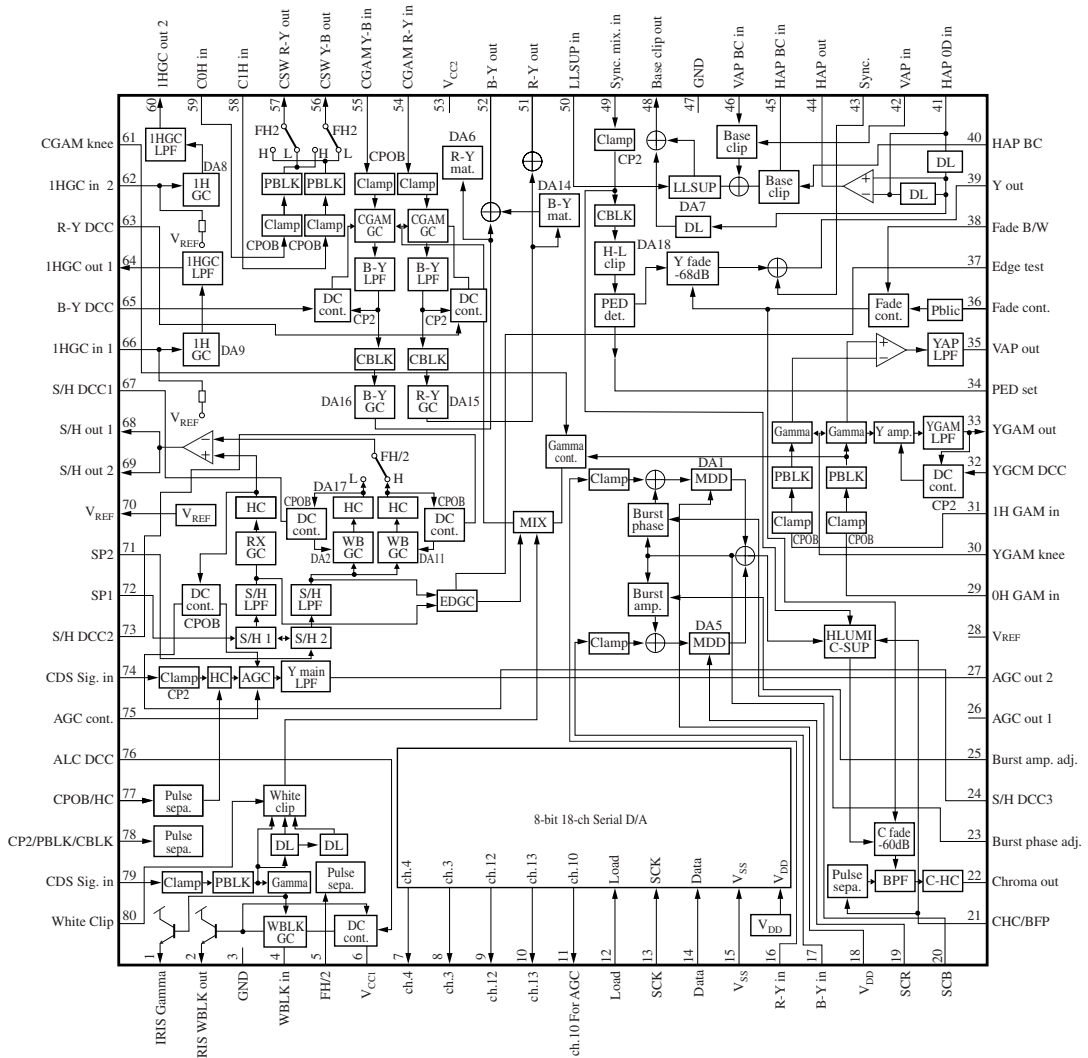 1HGC out 2
C0H in
C1H in
CSW R-Y out
CSW Y-B out
CGAM Y-B in
CGAM R-Y in
VCC2
B-Y out
R-Y out
LLSUP in
Sync. mix. in
Base clip out
GND
VAP BC in
HAP BC in
HAP out
Sync.
VAP in
HAP 0D in
60 59 58 57 56 55 54 53 52 51 50 49 48 47 46 45 44 43 42 41
CGAM knee 61
1HGC in 2 62
R-Y DCC 63
1HGC out 1 64
B-Y DCC 65
1HGC in 1 66
S/H DCC1 67
S/H out 1 68
S/H out 2 69
VREF 70
SP2 71
SP1 72
S/H DCC2 73
CDS Sig. in 74
AGC cont. 75
ALC DCC 76
CPOB/HC 77
CP2/PBLK/CBLK 78
CDS Sig. in 79
White Clip 80
40 HAP BC
39 Y out
38 Fade B/W
37 Edge test
36 Fade cont.
35 VAP out
34 PED set
33 YGAM out
32 YGCM DCC
31 1H GAM in
30 YGAM knee
29 0H GAM in
28 VREF
27 AGC out 2
26 AGC out 1
25 Burst amp. adj.
24 S/H DCC3
23 Burst phase adj.
22 Chroma out
21 CHC/BFP
1HGC LPF
DA8
1H GC
VREF
1HGC LPF
1H GC
DA9
VREF
FH2
FH2
H L H L
PBLK PBLK
Clamp Clamp
CPOB CPOB
CPOB
Clamp Clamp
CGAM GC
CGAM GC
B-Y LPF
B-Y LPF
DC cont.
DC cont.
CP2 CP2
CBLK CBLK
B-Y GC
R-Y GC
DA16 DA15
DA6
R-Y mat.
DA14
B-Y mat.
Clamp
CP2
CBLK
H-L clip
DA18
PED det.
Y fade -68dB
LLSUP
DA7
DL
Base clip
Base clip
DL
DL
+
−
Fade cont.
Pblic
+
−
YAP LPF
Gamma Gamma Y amp. YGAM LPF
PBLK PBLK
DC cont.
CP2
Clamp Clamp
CPOB CPOB
−
+
FH/2
L H
DA17
CPOB CPOB
HC HC HC
DC cont.
DC cont.
RX GC
WB GC
WB GC
DA2 DA11
DC cont.
CPOB
S/H LPF
S/H LPF
S/H 1 S/H 2
EDGC
MIX
Gamma cont.
Clamp
DA1
MDD
Burst phase
Burst amp.
Clamp
DA5
MDD
HLUMI C-SUP
Clamp HC AGC Y main LPF
CP2
Pulse sepa.
Pulse sepa.
White clip
DL DL
Clamp PBLK Gamma
Pulse sepa.
WBLK GC
DC cont.
8-bit 18-ch Serial D/A
ch.4
ch.3
ch.12
ch.13
ch.10
Load
SCK
Data
VSS
VDD
VDD
C fade -60dB
Pulse sepa.
BPF
C-HC
1 2 3 4 5 6 7 8 9 10 11 12 13 14 15 16 17 18 19 20
IRIS Gamma
RIS WBLK out
GND
WBLK in
FH/2
VCC1
ch.4
ch.3
ch.12
ch.13
ch.10 For AGC
Load
SCK
Data
VSS
R-Y in
B-Y in
VDD
SCR
SCB